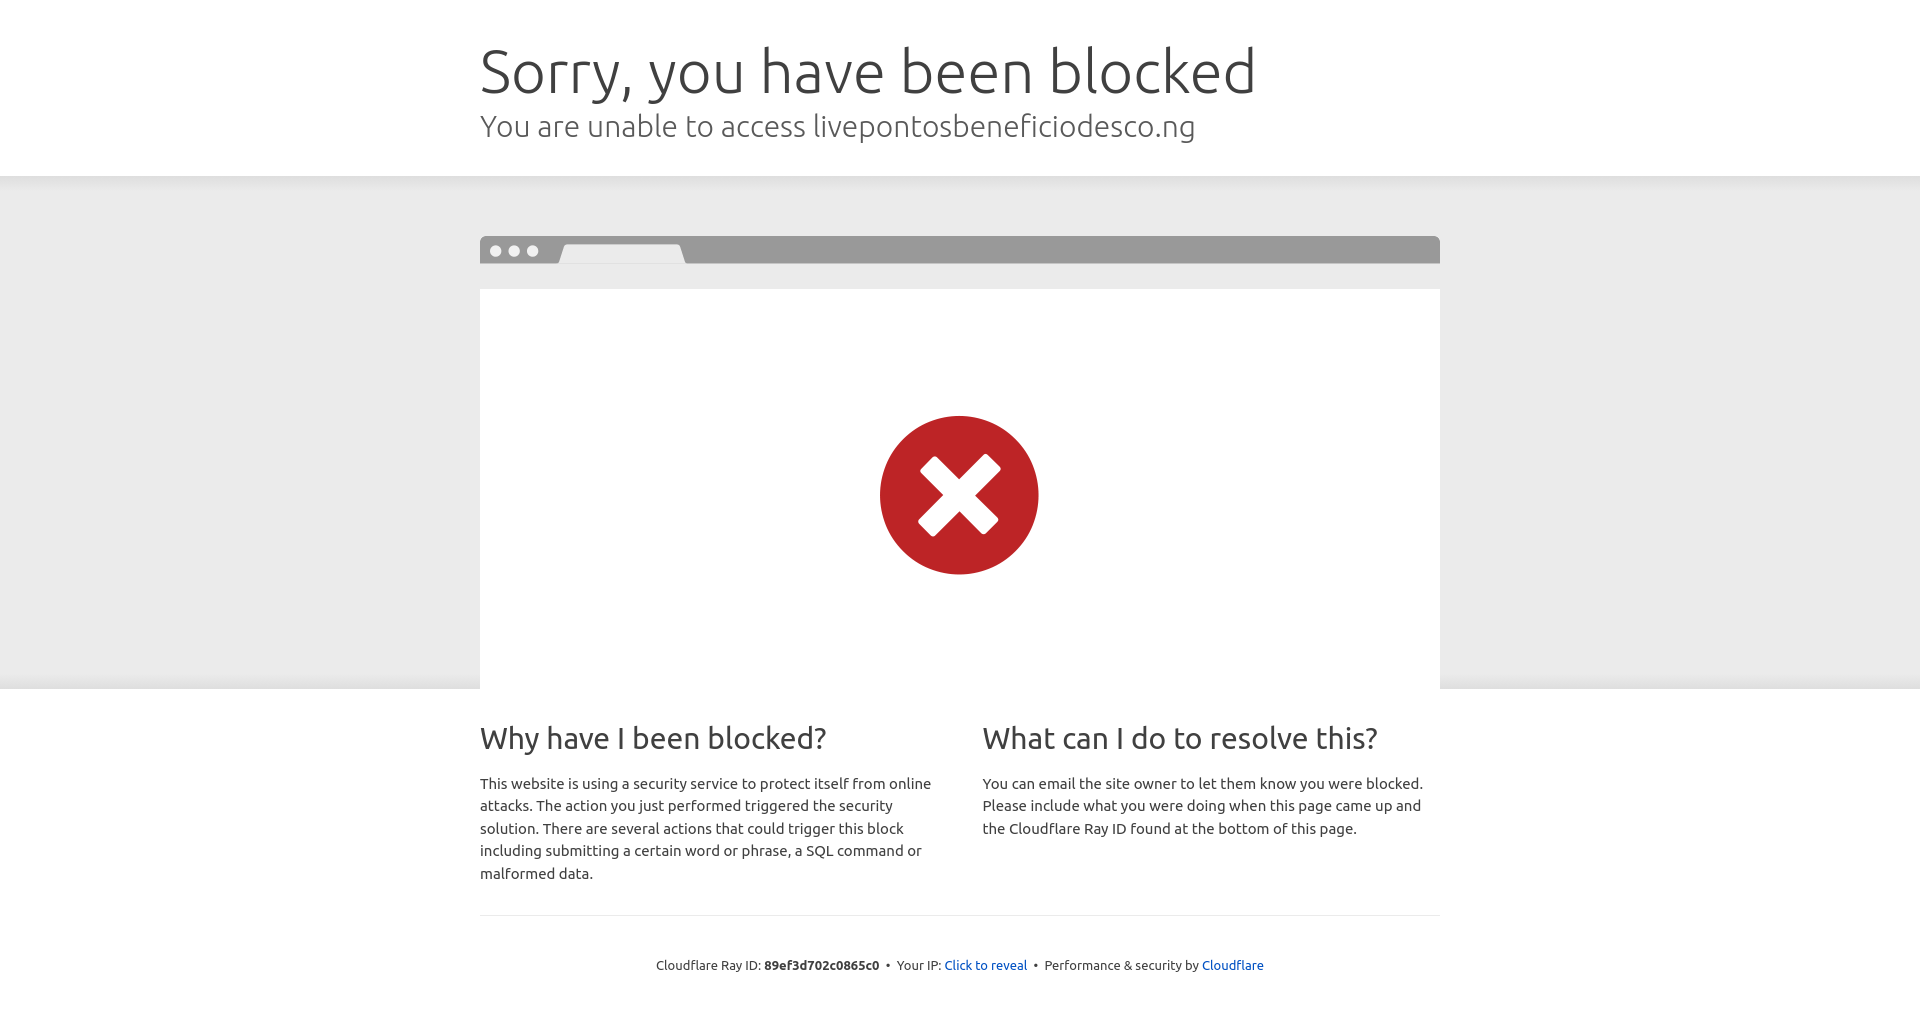 Sorry, you have been blocked
You are unable to access livepontosbeneficiodesco.ng
Why have I been blocked?
This website is using a security service to protect itself from online
attacks. The action you just performed triggered the security
solution. There are several actions that could trigger this block
including submitting a certain word or phrase, a SQL command or
malformed data.
What can I do to resolve this?
You can email the site owner to let them know you were blocked.
Please include what you were doing when this page came up and
the Cloudflare Ray ID found at the bottom of this page.
Cloudflare Ray ID: 89ef3d702c0865c0 • Your IP: Click to reveal • Performance & security by Cloudflare